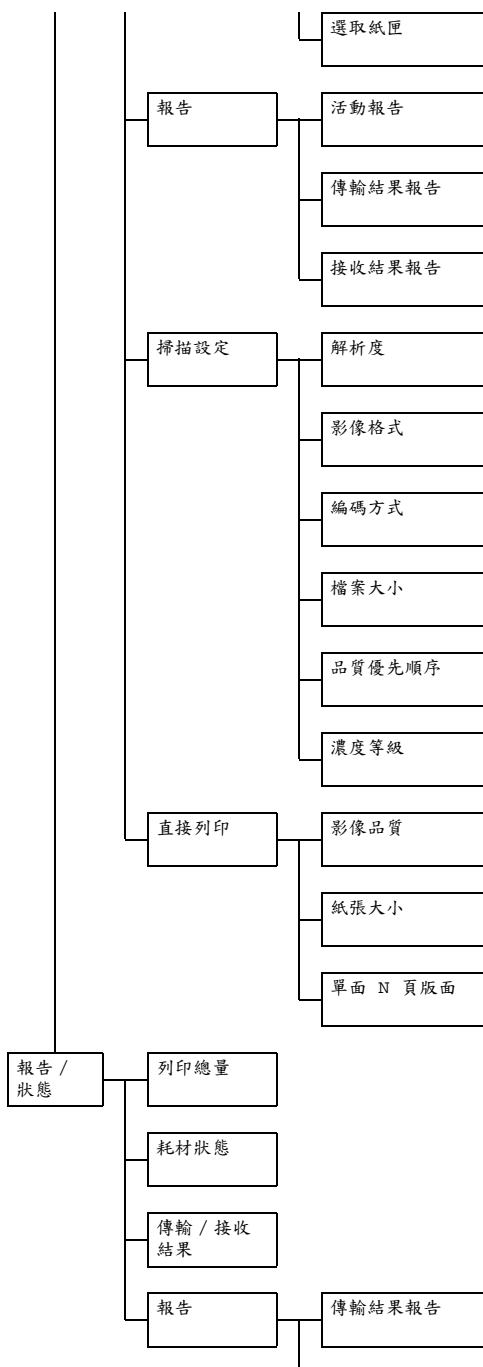 選取紙匣
報告
活動報告
傳輸結果報告
接收結果報告
掃描設定
解析度
影像格式
編碼方式
檔案大小
品質優先順序
濃度等級
直接列印
影像品質
紙張大小
單面 N 頁版面
報告 /
狀態
列印總量
耗材狀態
傳輸 / 接收
結果
報告
傳輸結果報告